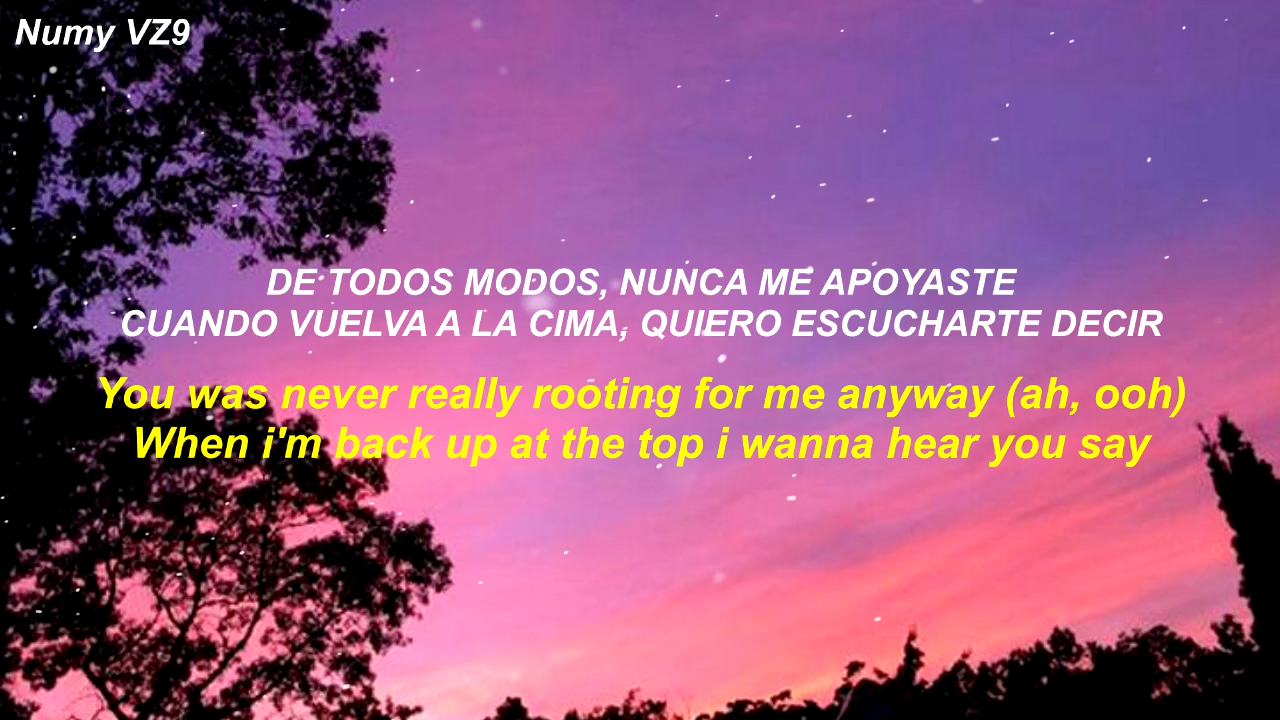 Numy VZ9
DE TODOS MODOS, NUNCA ME APOYASTE
CUANDO VUELVA A LA CIMA, QUIERO ESCUCHARTE DECIR
You was never really rooting for me anyway (ah, ooh)
When i'm back up at the top i wanna hear you say